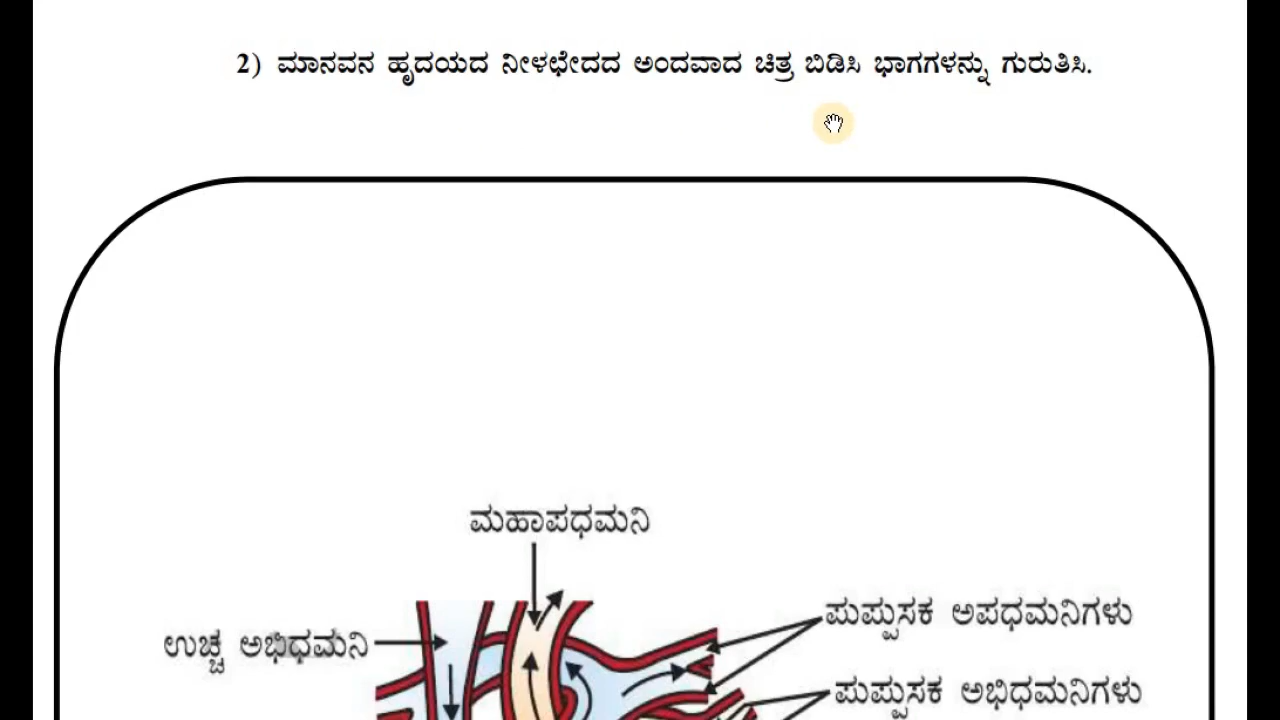 2) ಮಾನವನ ಹೃದಯದ ನೀಳಛೇದದ ಅಂದವಾದ ಚಿತ್ರ ಬಿಡಿಸಿ ಭಾಗಗಳನ್ನು ಗುರುತಿಸಿ.
ಮಹಾಪಧಮನಿ
ಪುಪ್ಪುಸಕ ಅಪಧಮನಿಗಳು
ಉಚ್ಚ ಅಭಿಧಮನಿ
ಪುಪ್ಪುಸಕ ಅಭಿಧಮನಿಗಳು